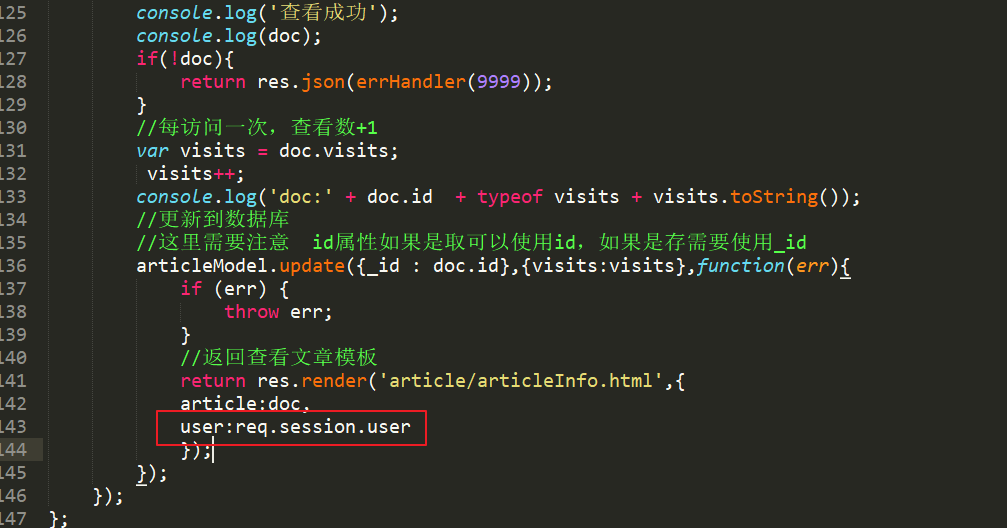 125 console.log('查看成功');
126 console.log(doc);
127 if(!doc){
128 return res.json(errHandler(9999));
129 }
130 //每访问一次，查看数+1
131 var visits = doc.visits;
132 visits++;
133 console.log('doc:' + doc.id  + typeof visits + visits.toString());
134 //更新到数据库
135 //这里需要注意  id属性如果是取可以使用id，如果是存需要使用_id
136 articleModel.update({_id : doc.id},{visits:visits},function(err){
137 if (err) {
138 throw err;
139 }
140 //返回查看文章模板
141 return res.render('article/articleInfo.html',{
142 article:doc,
143 user:req.session.user
144 });
145 });
146 });
147 };